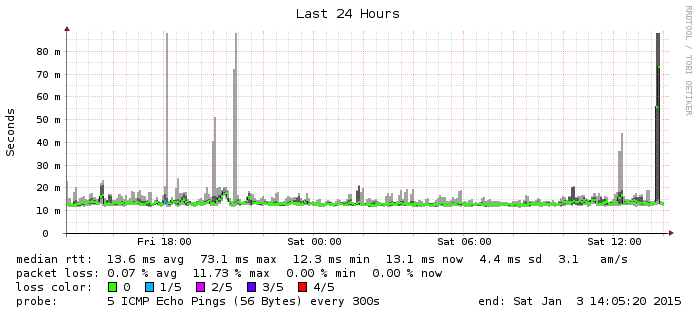 Last 24 Hours
RRDTOOL / TOBI OETIKER
Seconds
80 m
70 m
60 m
50 m
40 m
30 m
20 m
10 m
0
Fri 18:00 Sat 00:00 Sat 06:00 Sat 12:00
median rtt: 13.6 ms avg 73.1 ms max 12.3 ms min 13.1 ms now 4.4 ms sd 3.1 am/s
packet loss: 0.07 % avg 11.73 % max 0.00 % min 0.00 % now
loss color: 0 1/5 2/5 3/5 4/5
probe: 5 ICMP Echo Pings (56 Bytes) every 300s end: Sat Jan 3 14:05:20 2015